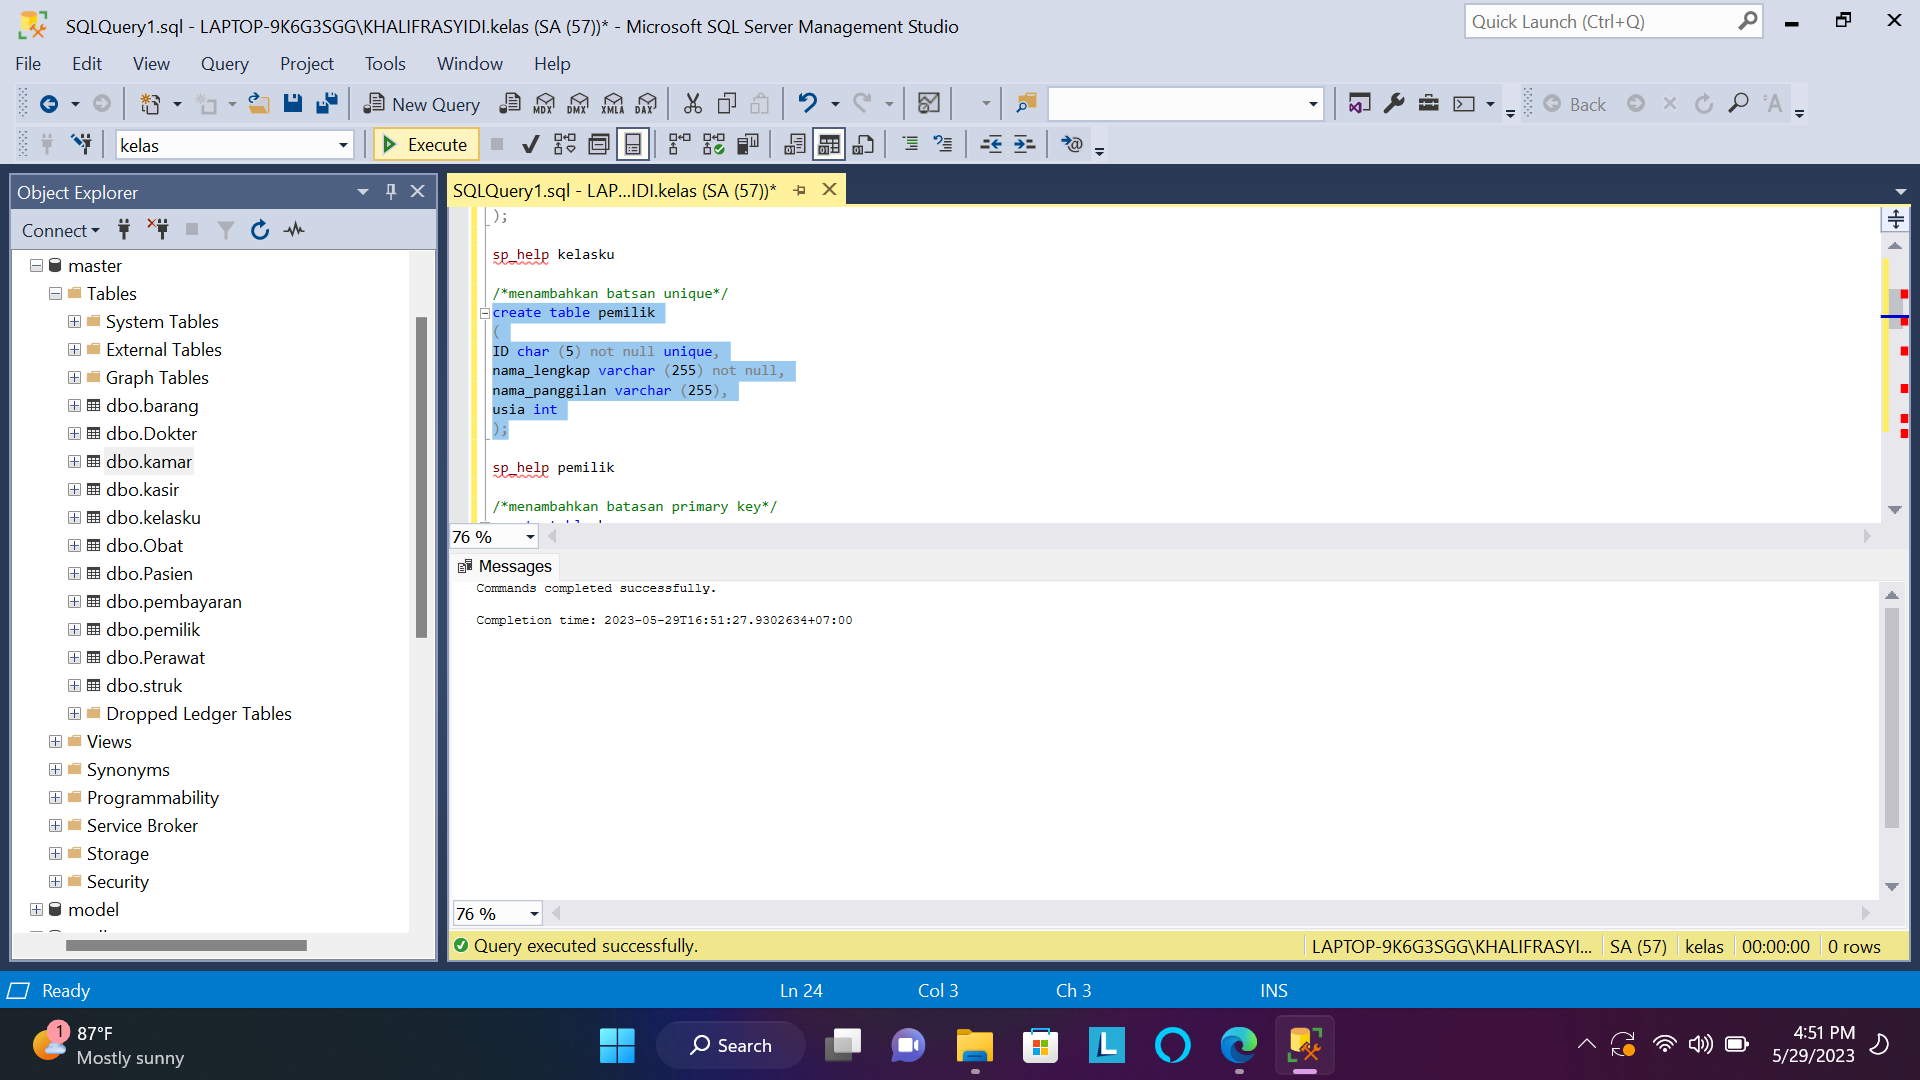 SQLQuery1.sql - LAPTOP-9K6G3SGG\KHALIFRASYIDI.kelas (SA (57))* - Microsoft SQL Server Management Studio
Quick Launch (Ctrl+Q)
File Edit View Query Project Tools Window Help
New Query MDX DMX XMLA DAX Back
kelas Execute
Object Explorer
Connect
master
Tables
System Tables
External Tables
Graph Tables
dbo.barang
dbo.Dokter
dbo.kamar
dbo.kasir
dbo.kelasku
dbo.Obat
dbo.Pasien
dbo.pembayaran
dbo.pemilik
dbo.Perawat
dbo.struk
Dropped Ledger Tables
Views
Synonyms
Programmability
Service Broker
Storage
Security
model
SQLQuery1.sql - LAP...IDI.kelas (SA (57))*
);
sp_help kelasku
/*menambahkan batsan unique*/
create table pemilik
(
ID char (5) not null unique,
nama_lengkap varchar (255) not null,
nama_panggilan varchar (255),
usia int
);
sp_help pemilik
/*menambahkan batasan primary key*/
76 %
Messages
Commands completed successfully.
Completion time: 2023-05-29T16:51:27.9302634+07:00
76 %
Query executed successfully. LAPTOP-9K6G3SGG\KHALIFRASYI... SA (57) kelas 00:00:00 0 rows
Ready Ln 24 Col 3 Ch 3 INS
1
87°F
Mostly sunny
Search
L
4:51 PM
5/29/2023